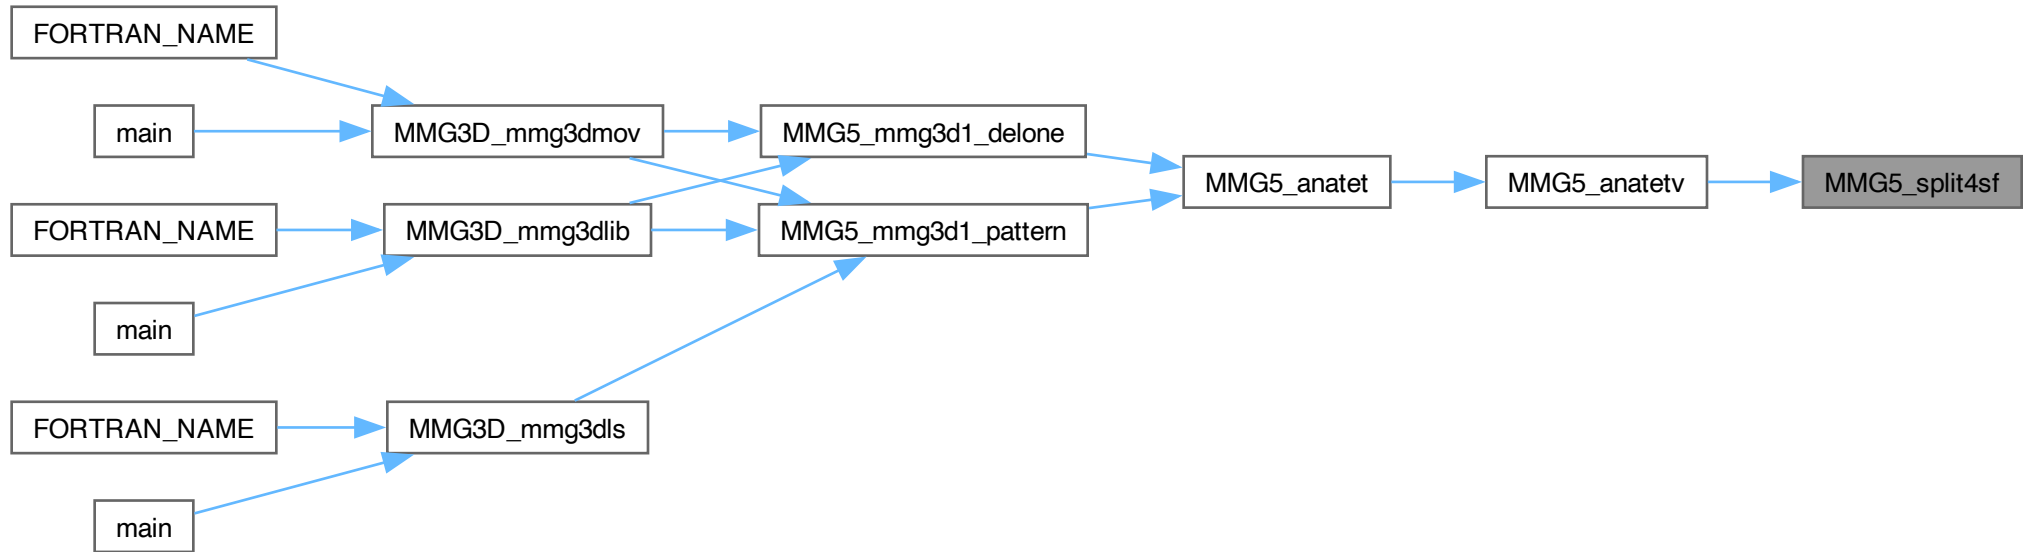 FORTRAN_NAME
main
MMG3D_mmg3dmov
MMG5_mmg3d1_delone
MMG5_anatet
MMG5_anatetv
MMG5_split4sf
FORTRAN_NAME
MMG3D_mmg3dlib
MMG5_mmg3d1_pattern
main
FORTRAN_NAME
MMG3D_mmg3dls
main